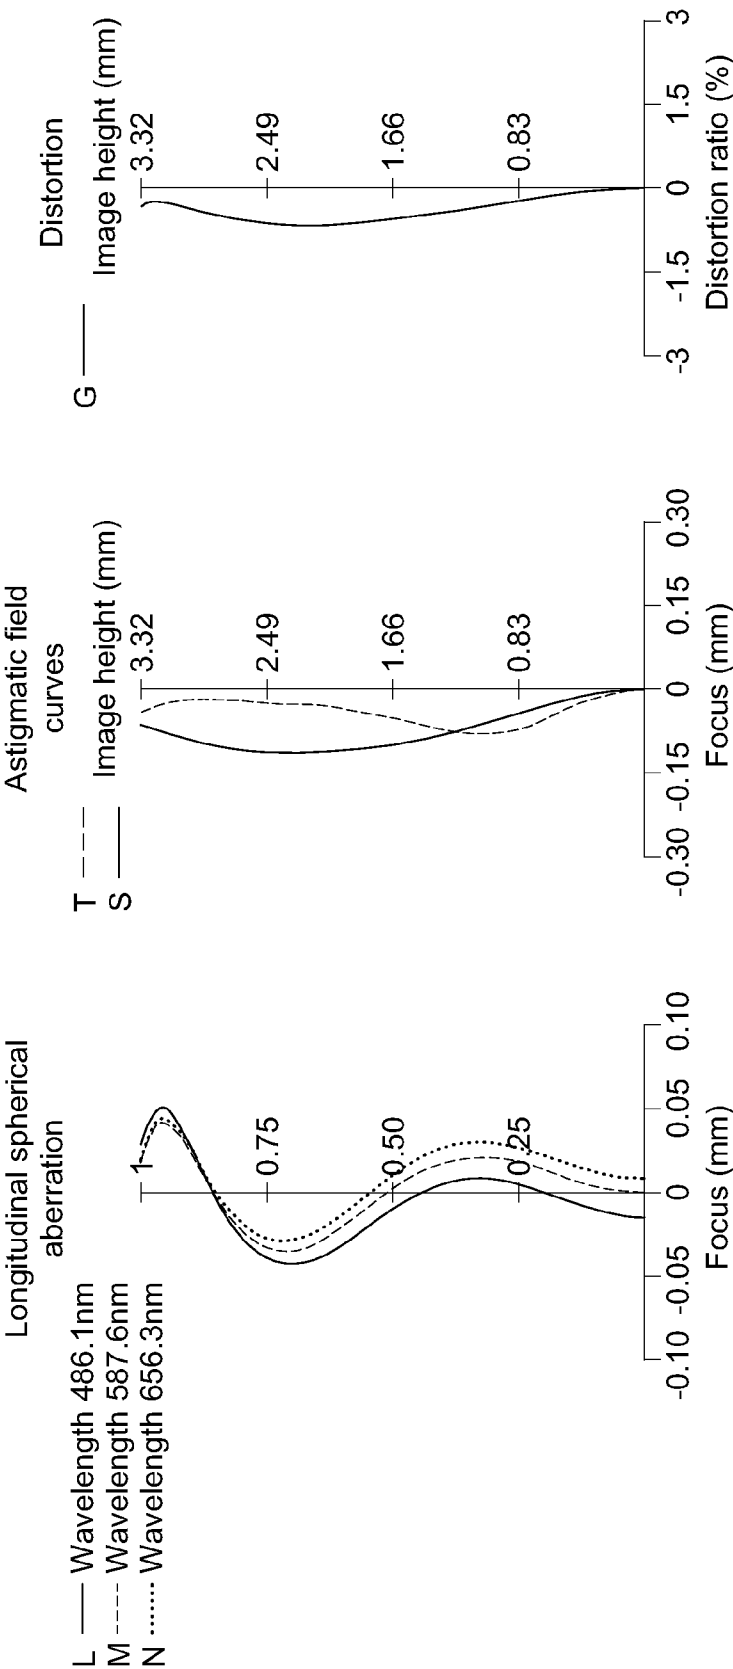 Longitudinal spherical
aberration
L Wavelength 486.1nm
M Wavelength 587.6nm
N Wavelength 656.3nm
1
0.75
0.50
0.25
-0.10 -0.05 0 0.05 0.10
Focus (mm)
Astigmatic field
curves
T
S
Image height (mm)
3.32
2.49
1.66
0.83
-0.30 -0.15 0 0.15 0.30
Focus (mm)
Distortion
G
Image height (mm)
3.32
2.49
1.66
0.83
-3 -1.5 0 1.5 3
Distortion ratio (%)